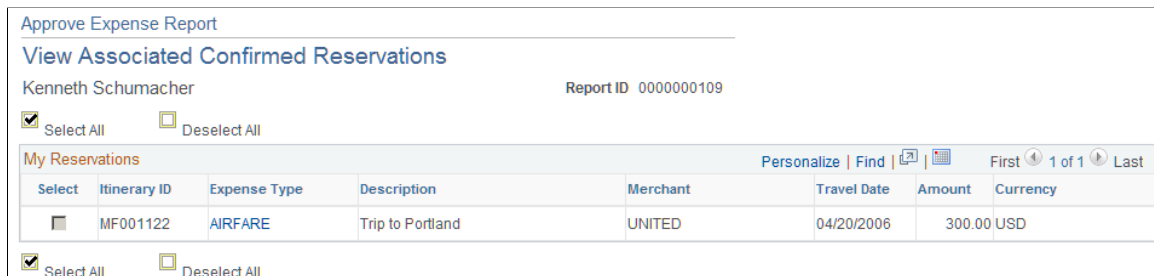 Approve Expense Report
View Associated Confirmed Reservations
Kenneth Schumacher Report ID 0000000109
Select All Deselect All
My Reservations Personalize | Find | | First 1 of 1 Last
Select Itinerary ID Expense Type Description Merchant Travel Date Amount Currency
MF001122 AIRFARE Trip to Portland UNITED 04/20/2006 300.00 USD
Select All Deselect All